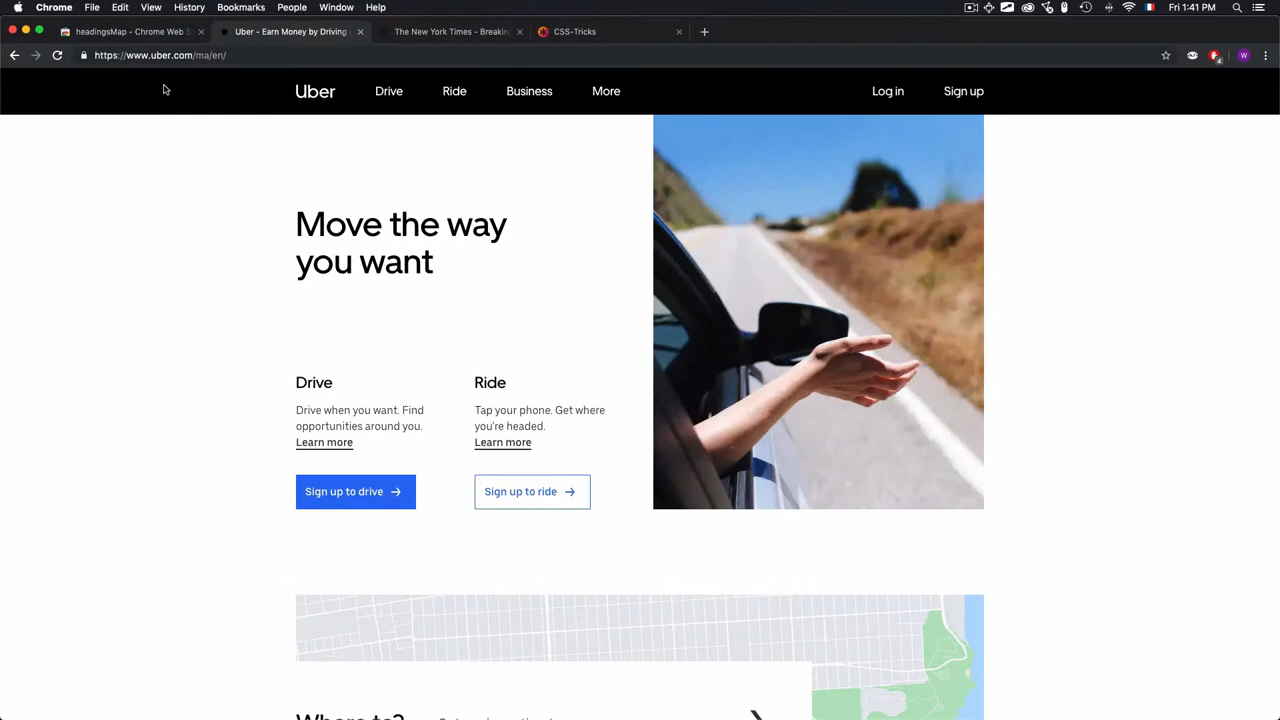 Chrome File Edit View History Bookmarks People Window Help Fri 1:41 PM
headingsMap - Chrome Web S Uber - Earn Money by Driving The New York Times - Breakin CSS-Tricks
https://www.uber.com/ma/en/
Uber Drive Ride Business More Log in Sign up
Move the way
you want
Drive
Drive when you want. Find
opportunities around you.
Learn more
Sign up to drive
Ride
Tap your phone. Get where
you're headed.
Learn more
Sign up to ride
Where to?